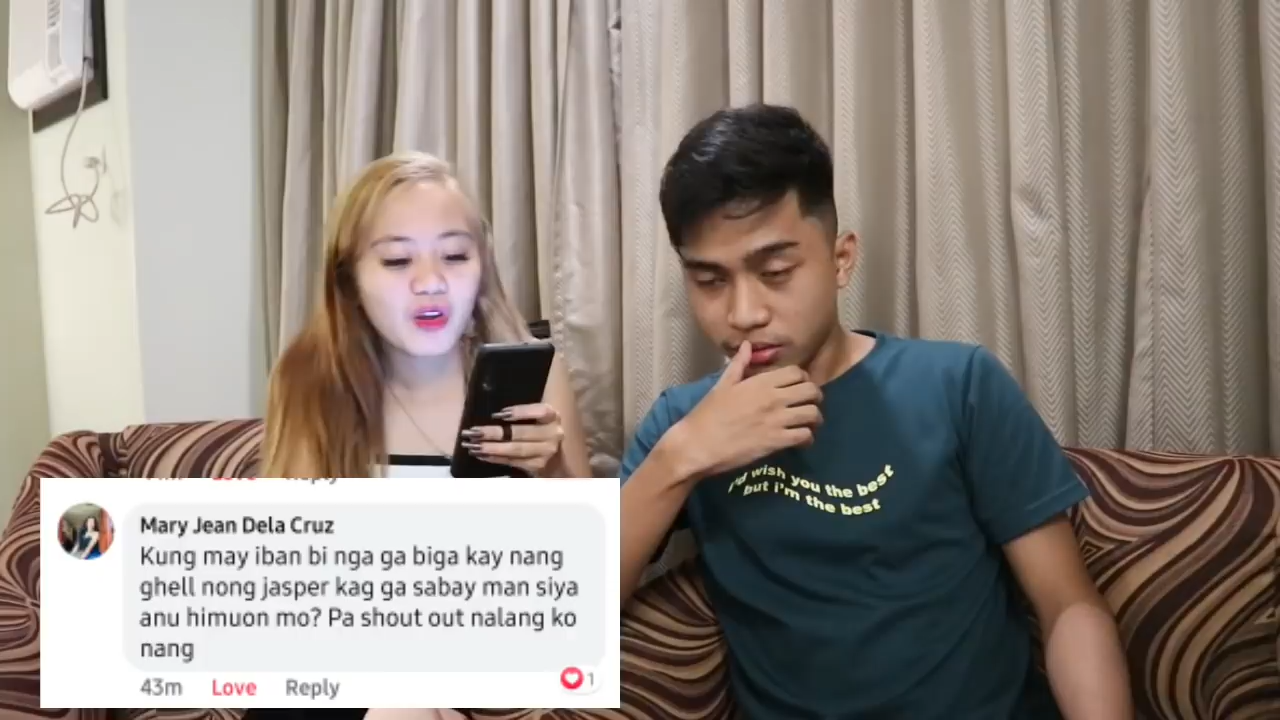 I'd wish you the best
but i'm the best
Mary Jean Dela Cruz
Kung may iban bi nga ga biga kay nang
ghell nong jasper kag ga sabay man siya
anu himuon mo? Pa shout out nalang ko
nang
43m Love Reply 1